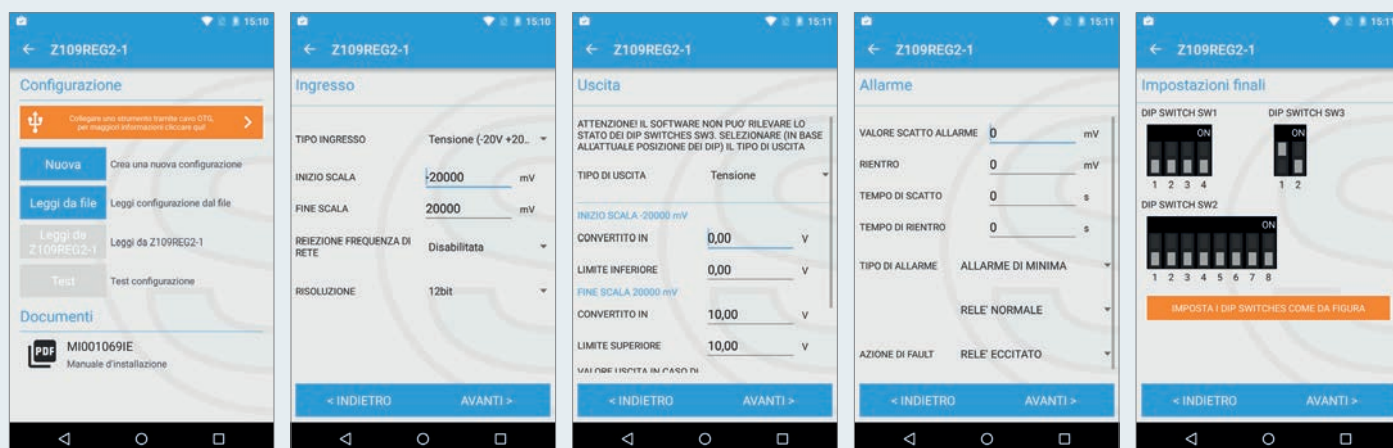 15:10
Z109REG2-1
Configurazione
Collegare uno strumento tramite cavo OTG,
per maggiori informazioni cliccare qui!
Nuova
Crea una nuova configurazione
Leggi da file
Leggi configurazione dal file
Leggi da
Z109REG2-1
Leggi da Z109REG2-1
Test
Test configurazione
Documenti
PDF
MI001069IE
Manuale d'installazione
15:10
Z109REG2-1
Ingresso
TIPO INGRESSO Tensione (-20V +20..
INIZIO SCALA -20000 mV
FINE SCALA 20000 mV
REIEZIONE FREQUENZA DI
RETE
Disabilitata
RISOLUZIONE 12bit
< INDIETRO AVANTI >
15:11
Z109REG2-1
Uscita
ATTENZIONE! IL SOFTWARE NON PUO' RILEVARE LO
STATO DEI DIP SWITCHES SW3. SELEZIONARE (IN BASE
ALL'ATTUALE POSIZIONE DEI DIP) IL TIPO DI USCITA
TIPO DI USCITA Tensione
INIZIO SCALA -20000 mV
CONVERTITO IN 0,00 V
LIMITE INFERIORE 0,00 V
FINE SCALA 20000 mV
CONVERTITO IN 10,00 V
LIMITE SUPERIORE 10,00 V
VALORE USCITA IN CASO DI
< INDIETRO AVANTI >
15:11
Z109REG2-1
Allarme
VALORE SCATTO ALLARME 0 mV
RIENTRO 0 mV
TEMPO DI SCATTO 0 s
TEMPO DI RIENTRO 0 s
TIPO DI ALLARME ALLARME DI MINIMA
RELE' NORMALE
AZIONE DI FAULT RELE' ECCITATO
< INDIETRO AVANTI >
15:11
Z109REG2-1
Impostazioni finali
DIP SWITCH SW1 DIP SWITCH SW3
ON ON
1 2 3 4 1 2
DIP SWITCH SW2
ON
1 2 3 4 5 6 7 8
IMPOSTA I DIP SWITCHES COME DA FIGURA
< INDIETRO AVANTI >